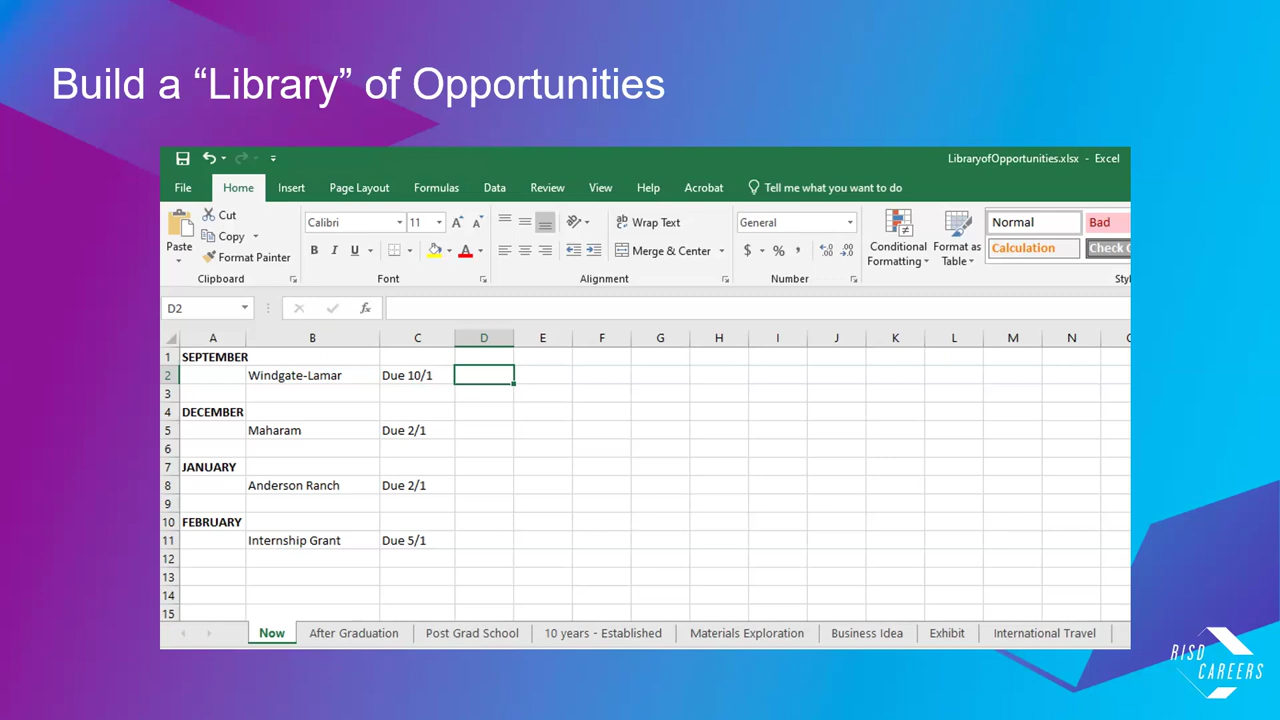 Build a “Library” of Opportunities
LibraryofOpportunities.xlsx - Excel
File Home Insert Page Layout Formulas Data Review View Help Acrobat Tell me what you want to do
Cut
Copy
Format Painter
Paste
Clipboard
Calibri 11
B I U A
Font
Wrap Text
Merge & Center
Alignment
General
$ % ,
Number
Conditional
Formatting
Format as
Table
Normal Bad
Calculation Check
D2 fx
A B C D E F G H I J K L M N
1 SEPTEMBER
2 Windgate-Lamar Due 10/1
3
4 DECEMBER
5 Maharam Due 2/1
6
7 JANUARY
8 Anderson Ranch Due 2/1
9
10 FEBRUARY
11 Internship Grant Due 5/1
12
13
14
15
Now After Graduation Post Grad School 10 years - Established Materials Exploration Business Idea Exhibit International Travel
RISD
CAREERS